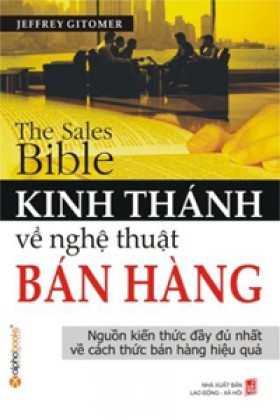 JEFFREY GITOMER
The Sales
Bible
KINH THÁNH
về nghệ thuật
BÁN HÀNG
Nguồn kiến thức đầy đủ nhất
về cách thức bán hàng hiệu quả
alphabooks
NHÀ XUẤT BẢN
LAO ĐỘNG - XÃ HỘI